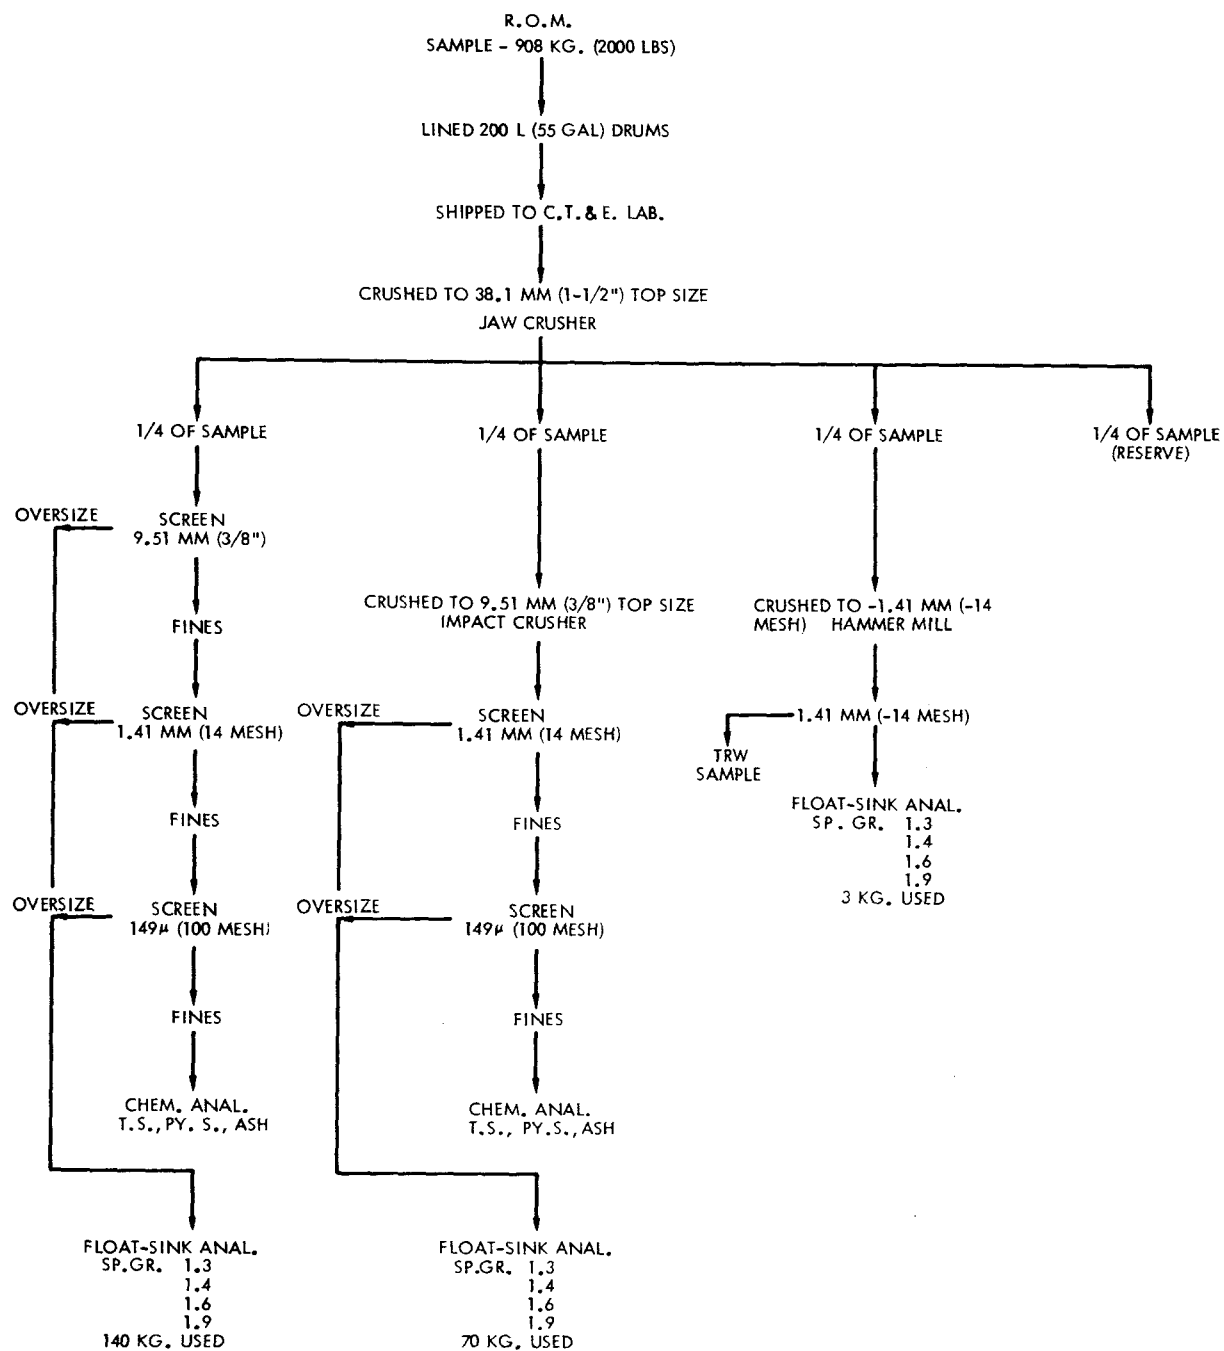 R.O.M.
SAMPLE - 908 KG. (2000 LBS)
LINED 200 L (55 GAL) DRUMS
SHIPPED TO C.T.& E. LAB.
CRUSHED TO 38.1 MM (1-1/2") TOP SIZE
JAW CRUSHER
1/4 OF SAMPLE
1/4 OF SAMPLE
1/4 OF SAMPLE
1/4 OF SAMPLE
(RESERVE)
OVERSIZE
SCREEN
9.51 MM (3/8")
FINES
OVERSIZE
SCREEN
1.41 MM (14 MESH)
FINES
OVERSIZE
SCREEN
149μ (100 MESH)
FINES
CHEM. ANAL.
T.S., PY. S., ASH
FLOAT-SINK ANAL.
SP.GR. 1.3
1.4
1.6
1.9
140 KG. USED
CRUSHED TO 9.51 MM (3/8") TOP SIZE
IMPACT CRUSHER
OVERSIZE
SCREEN
1.41 MM (14 MESH)
FINES
OVERSIZE
SCREEN
149μ (100 MESH)
FINES
CHEM. ANAL.
T.S., PY.S., ASH
FLOAT-SINK ANAL.
SP.GR. 1.3
1.4
1.6
1.9
70 KG. USED
CRUSHED TO -1.41 MM (-14
MESH) HAMMER MILL
1.41 MM (-14 MESH)
TRW
SAMPLE
FLOAT-SINK ANAL.
SP. GR. 1.3
1.4
1.6
1.9
3 KG. USED